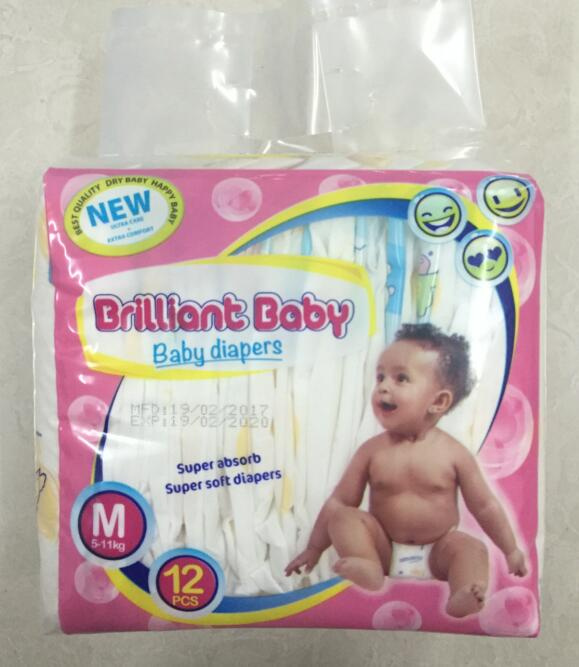 BEST QUALITY DRY BABY HAPPY BABY
NEW
ULTRA CARE
+
EXTRA COMFORT
Brilliant Baby
Baby diapers
MFD:19/02/2017
EXP:19/02/2020
Super absorb
Super soft diapers
M
5-11kg
12
PCS